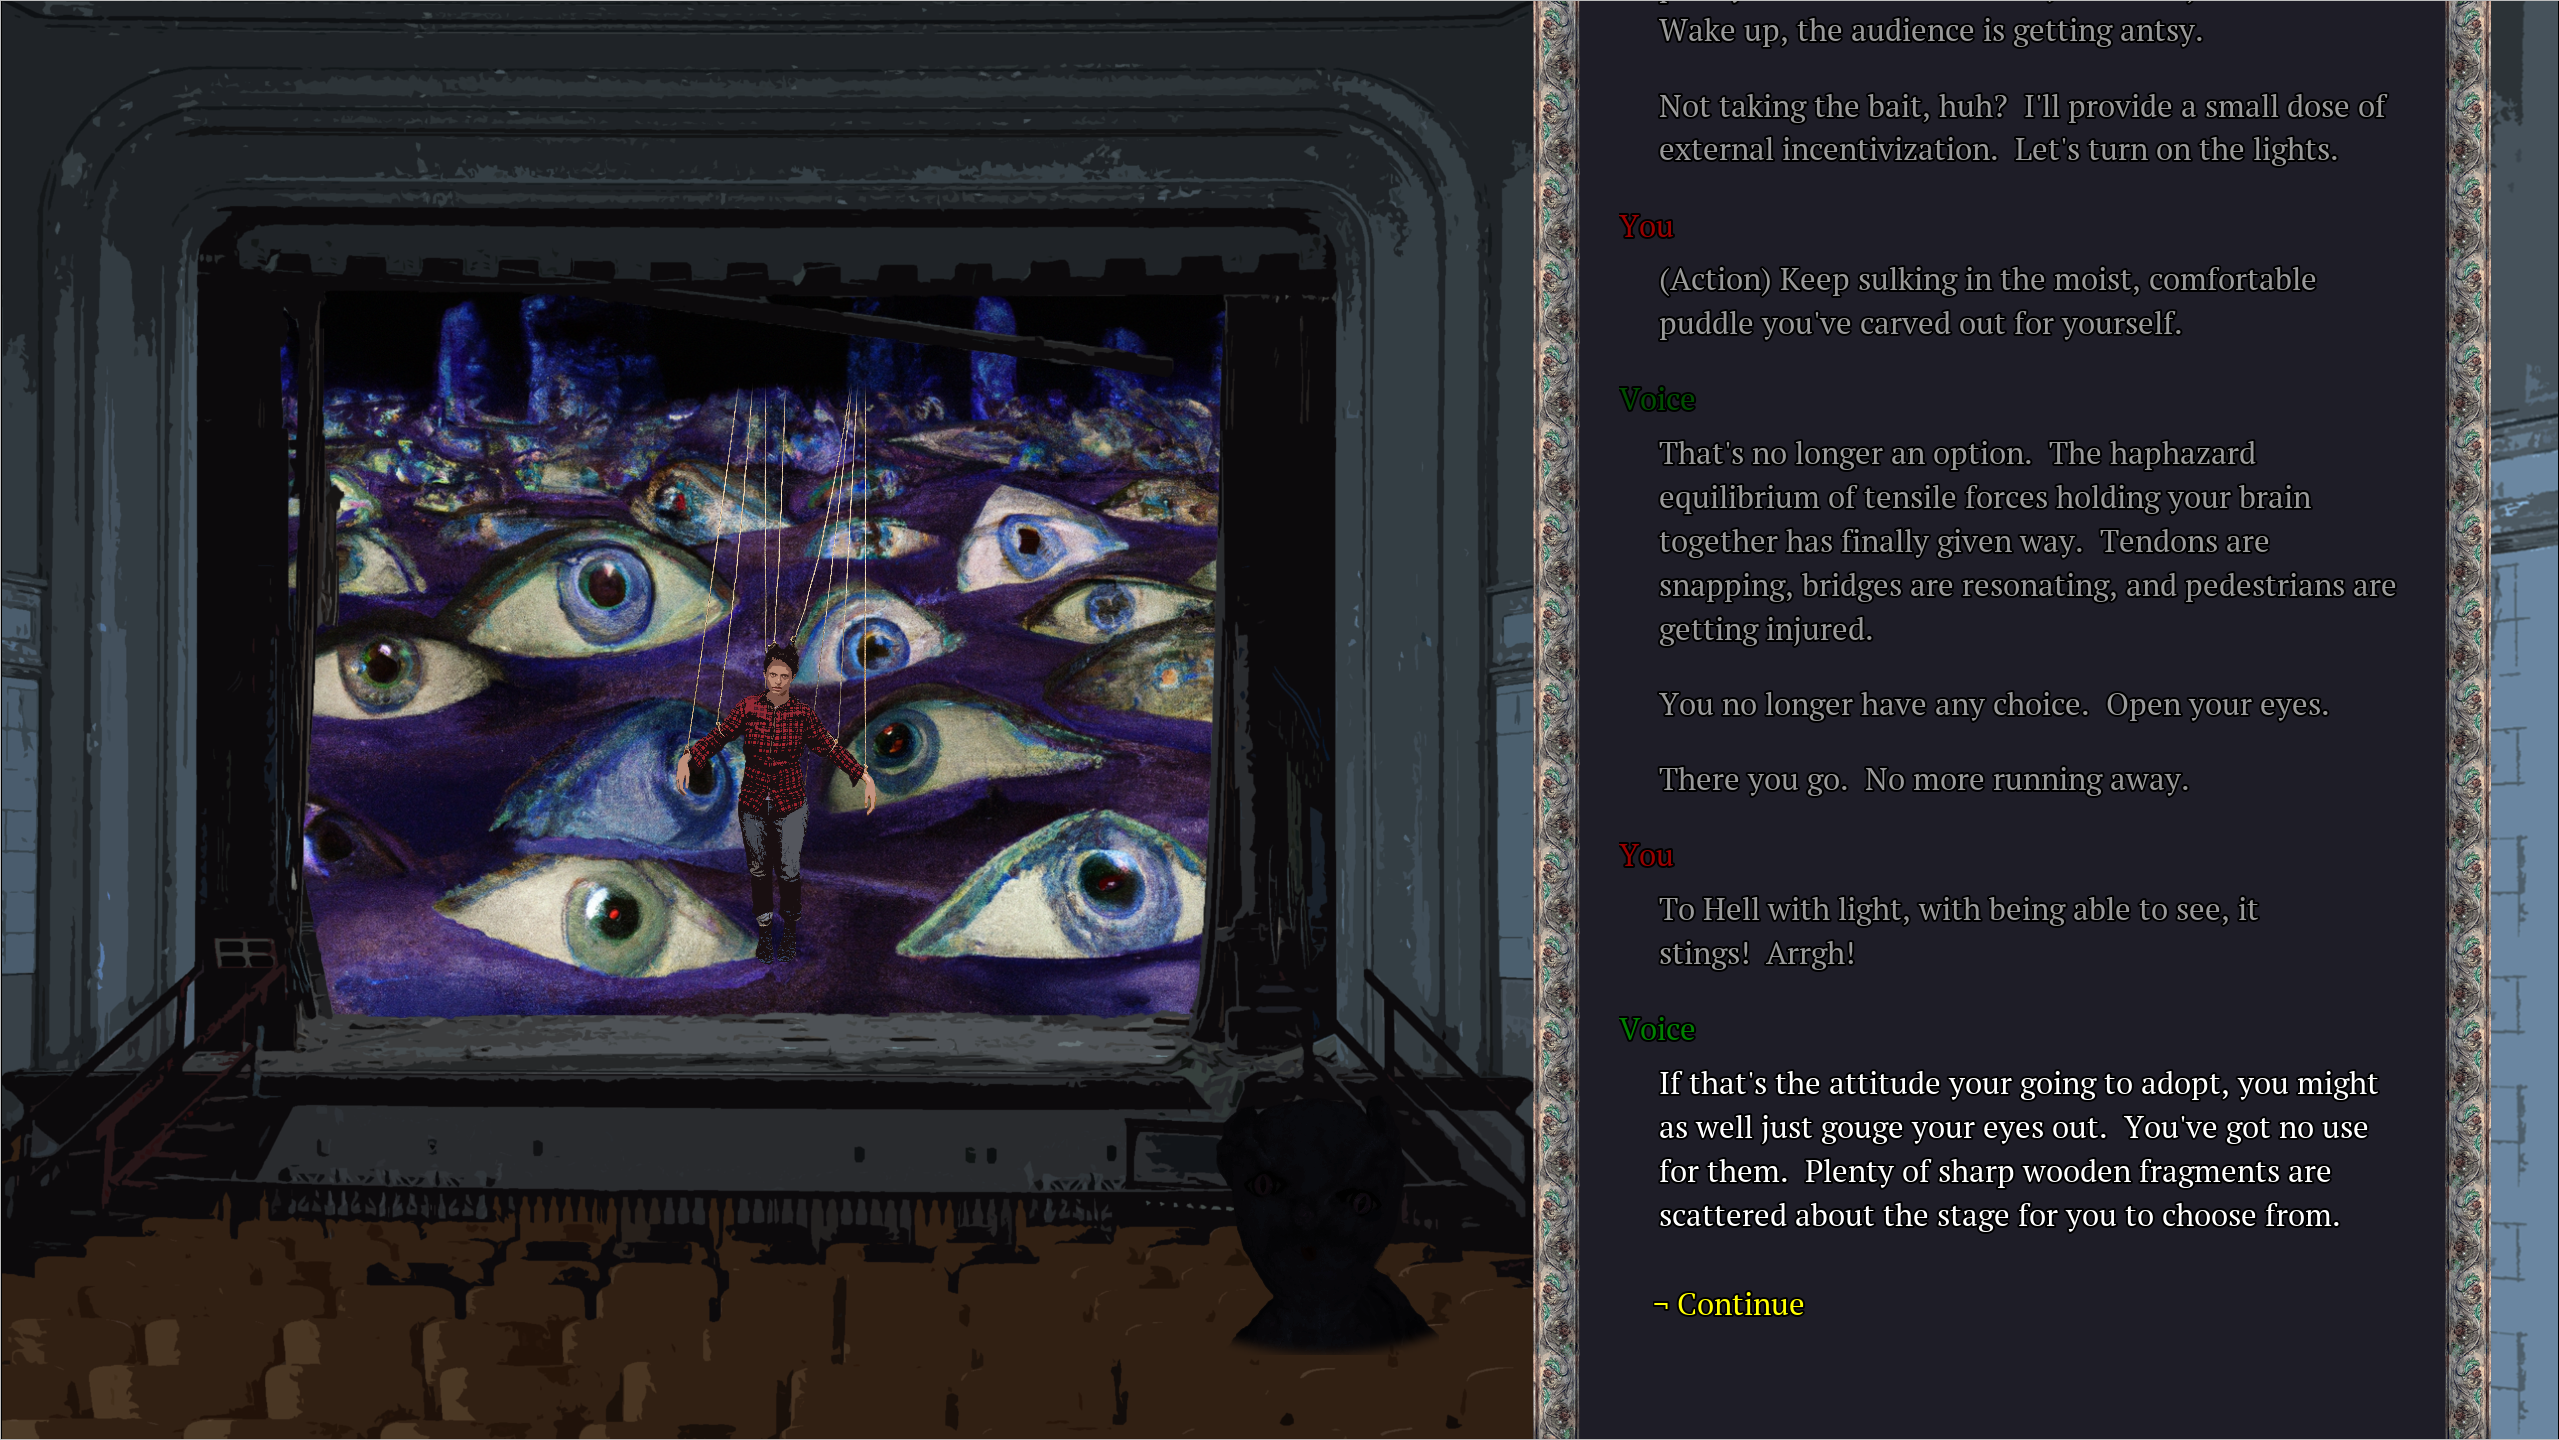 Wake up, the audience is getting antsy.
Not taking the bait, huh?  I'll provide a small dose of
external incentivization.  Let's turn on the lights.
You
(Action) Keep sulking in the moist, comfortable
puddle you've carved out for yourself.
Voice
That's no longer an option.  The haphazard
equilibrium of tensile forces holding your brain
together has finally given way.  Tendons are
snapping, bridges are resonating, and pedestrians are
getting injured.
You no longer have any choice.  Open your eyes.
There you go.  No more running away.
You
To Hell with light, with being able to see, it
stings!  Arrgh!
Voice
If that's the attitude your going to adopt, you might
as well just gouge your eyes out.  You've got no use
for them.  Plenty of sharp wooden fragments are
scattered about the stage for you to choose from.
¬ Continue